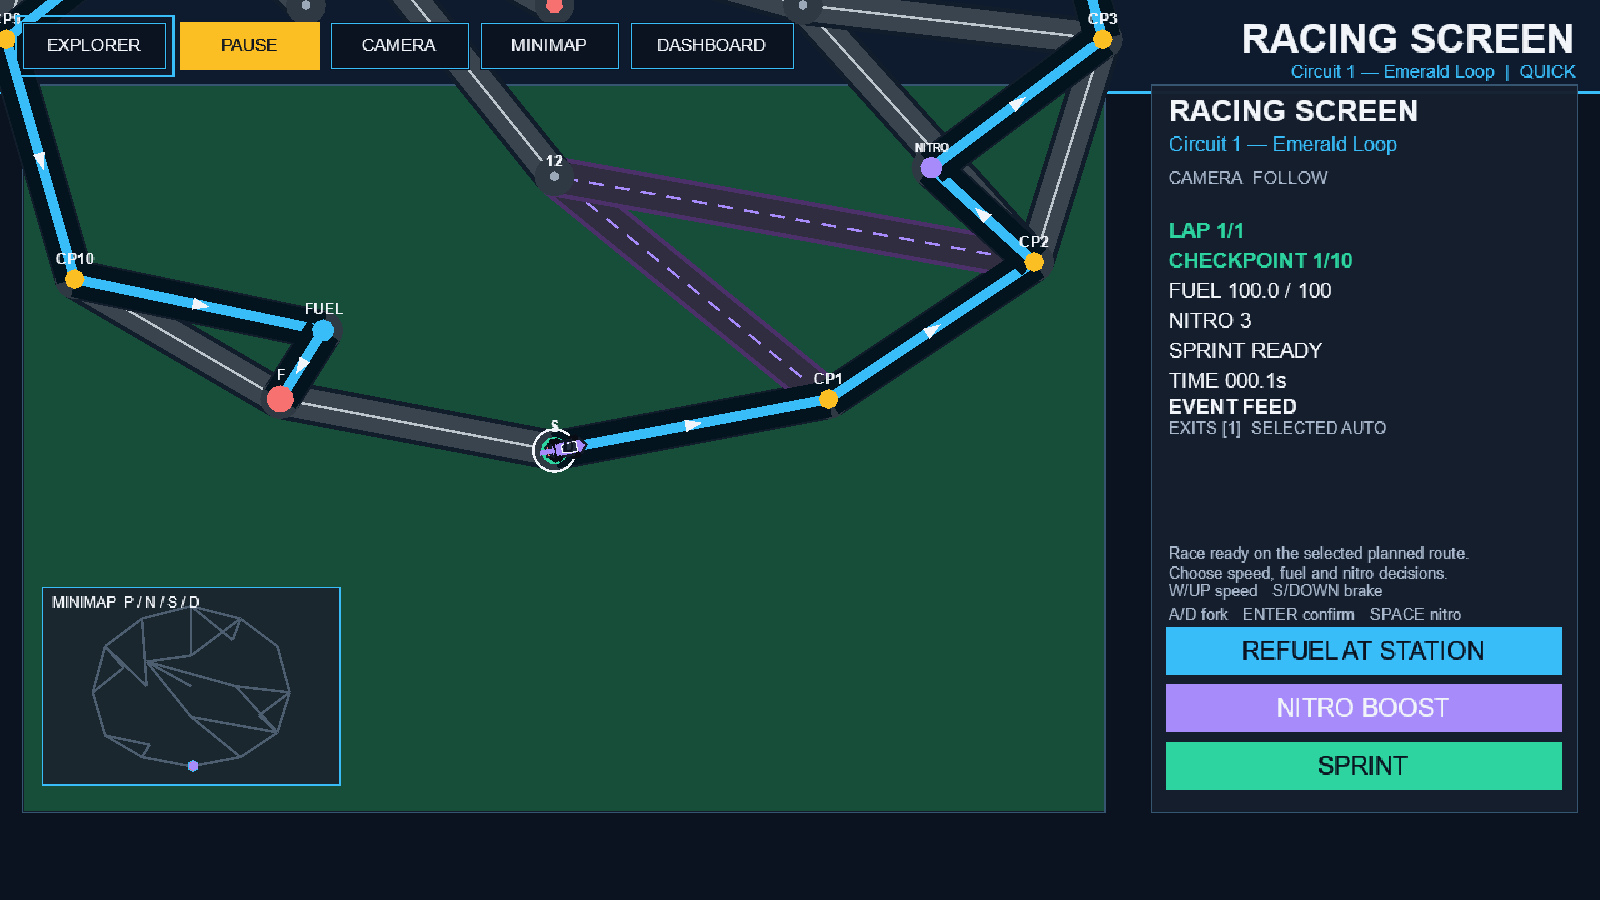 CP9
EXPLORER
PAUSE
CAMERA
MINIMAP
DASHBOARD
CP3
RACING SCREEN
Circuit 1 — Emerald Loop | QUICK
RACING SCREEN
Circuit 1 — Emerald Loop
CAMERA FOLLOW
LAP 1/1
CHECKPOINT 1/10
FUEL 100.0 / 100
NITRO 3
SPRINT READY
TIME 000.1s
EVENT FEED
EXITS [1] SELECTED AUTO
Race ready on the selected planned route.
Choose speed, fuel and nitro decisions.
W/UP speed S/DOWN brake
A/D fork ENTER confirm SPACE nitro
REFUEL AT STATION
NITRO BOOST
SPRINT
12
NITRO
CP2
CP10
FUEL
F
CP1
S
MINIMAP P / N / S / D